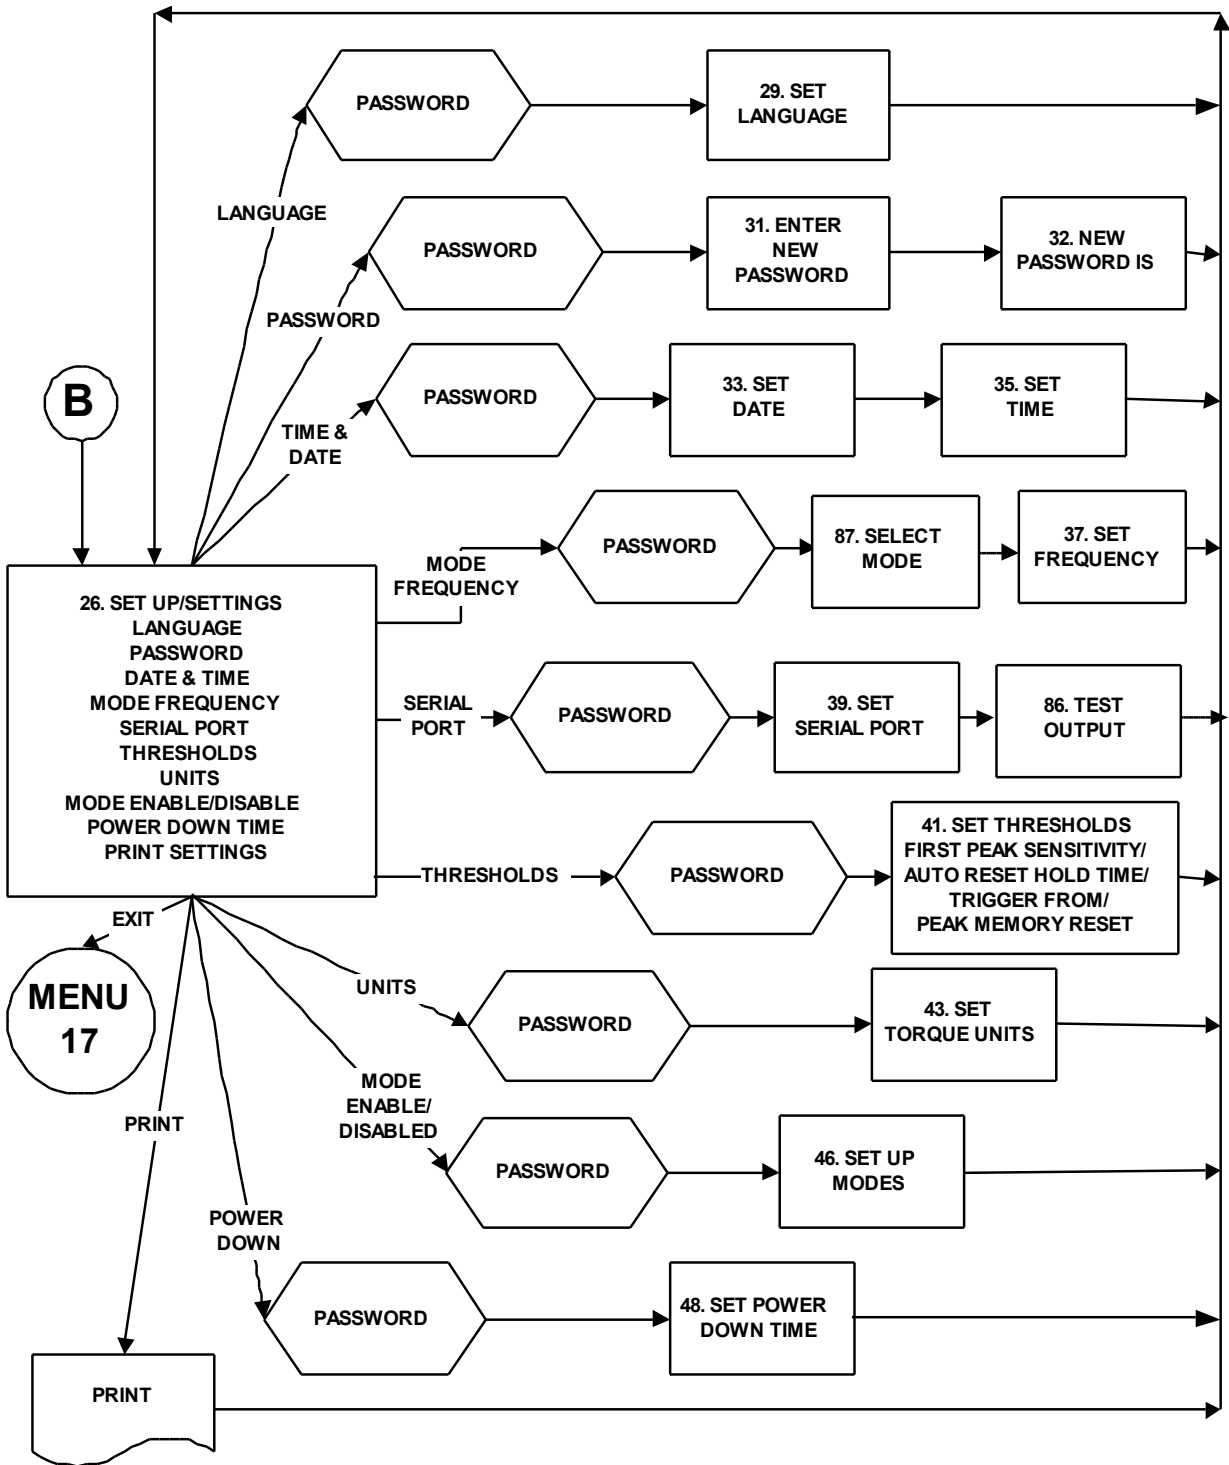 PASSWORD
29. SET
LANGUAGE
LANGUAGE
PASSWORD
31. ENTER
NEW
PASSWORD
32. NEW
PASSWORD IS
PASSWORD
B
PASSWORD
33. SET
DATE
35. SET
TIME
TIME &
DATE
MODE
FREQUENCY
PASSWORD
87. SELECT
MODE
37. SET
FREQUENCY
26. SET UP/SETTINGS
LANGUAGE
PASSWORD
DATE & TIME
MODE FREQUENCY
SERIAL PORT
THRESHOLDS
UNITS
MODE ENABLE/DISABLE
POWER DOWN TIME
PRINT SETTINGS
SERIAL
PORT
PASSWORD
39. SET
SERIAL PORT
86. TEST
OUTPUT
THRESHOLDS
PASSWORD
41. SET THRESHOLDS
FIRST PEAK SENSITIVITY/
AUTO RESET HOLD TIME/
TRIGGER FROM/
PEAK MEMORY RESET
EXIT
MENU
17
UNITS
PASSWORD
43. SET
TORQUE UNITS
MODE
ENABLE/
DISABLED
PASSWORD
46. SET UP
MODES
PRINT
POWER
DOWN
PASSWORD
48. SET POWER
DOWN TIME
PRINT